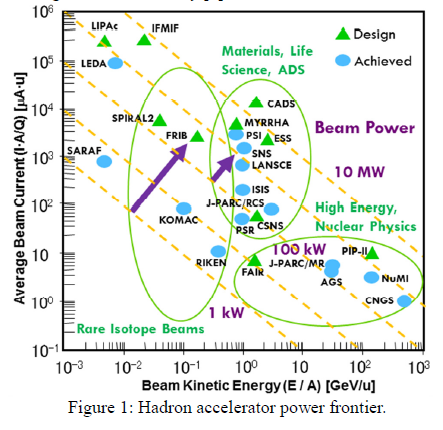 10⁶
10⁵
10⁴
10³
10²
10¹
10⁰
10⁻¹
Average Beam Current (I·A/Q) [μA·u]
LIPAc
IFMIF
LEDA
Design
Achieved
Materials, Life
Science, ADS
CADS
SPIRAL2
FRIB
MYRRHA
PSI
ESS
Beam Power
SARAF
SNS
LANSCE
10 MW
ISIS
J-PARC/RCS
KOMAC
PSR
CSNS
High Energy,
Nuclear Physics
100 kW
RIKEN
FAIR
J-PARC/MR
PIP-II
AGS
NuMI
CNGS
Rare Isotope Beams
1 kW
10⁻³ 10⁻² 10⁻¹ 10⁰ 10¹ 10² 10³
Beam Kinetic Energy (E / A) [GeV/u]
Figure 1: Hadron accelerator power frontier.